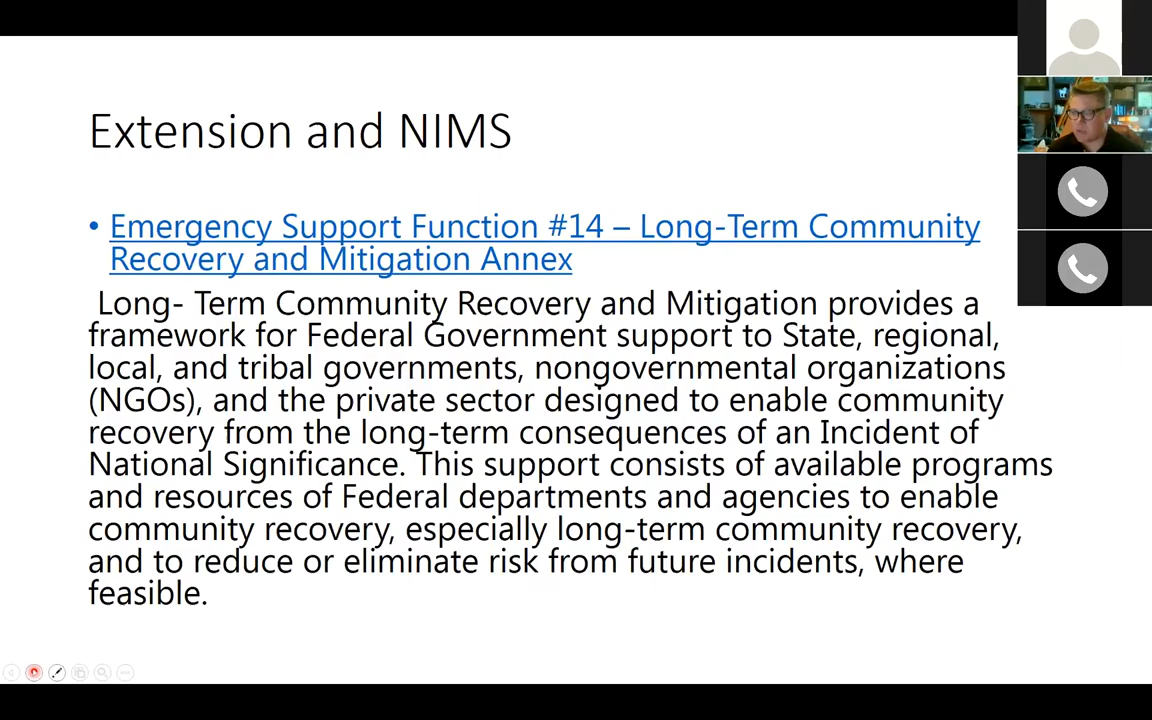 Extension and NIMS
• Emergency Support Function #14 – Long-Term Community
Recovery and Mitigation Annex
Long- Term Community Recovery and Mitigation provides a
framework for Federal Government support to State, regional,
local, and tribal governments, nongovernmental organizations
(NGOs), and the private sector designed to enable community
recovery from the long-term consequences of an Incident of
National Significance. This support consists of available programs
and resources of Federal departments and agencies to enable
community recovery, especially long-term community recovery,
and to reduce or eliminate risk from future incidents, where
feasible.